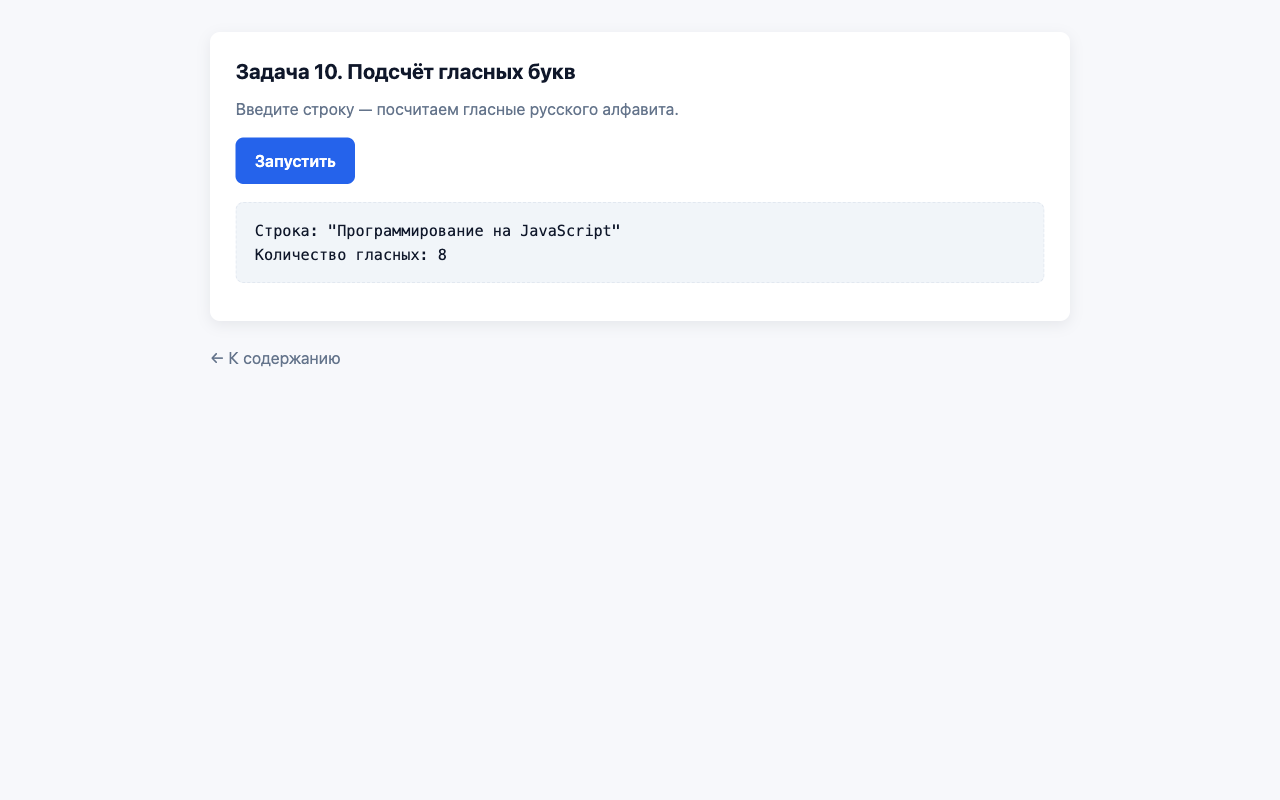 Задача 10. Подсчёт гласных букв
Введите строку — посчитаем гласные русского алфавита.
Запустить
Строка: "Программирование на JavaScript"
Количество гласных: 8
← К содержанию